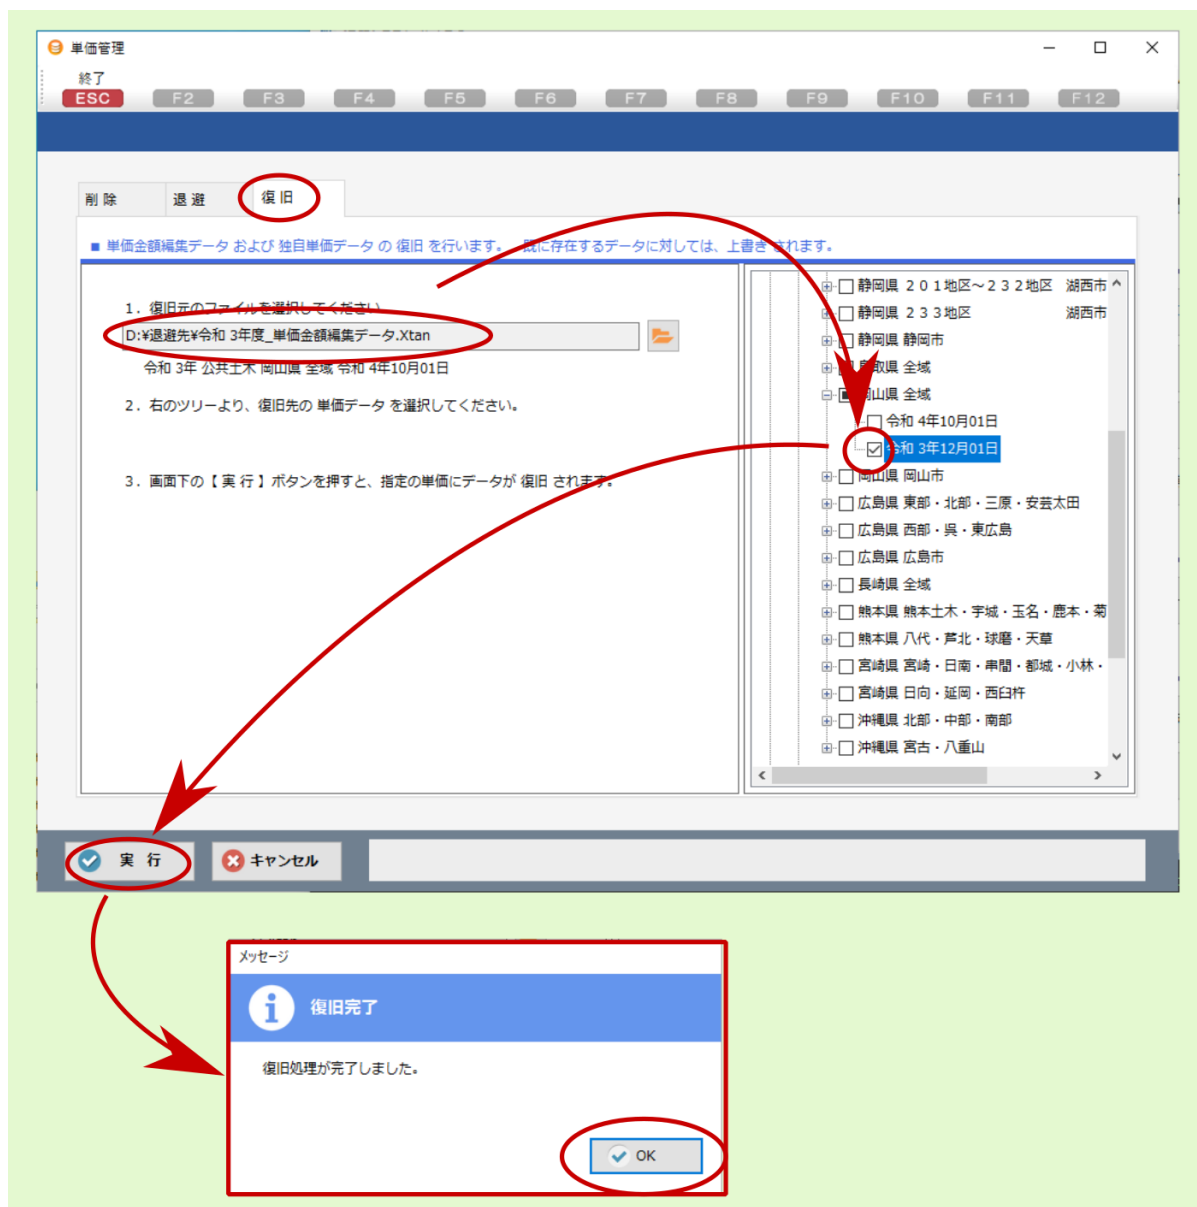 単価管理
終了
ESC F2 F3 F4 F5 F6 F7 F8 F9 F10 F11 F12
削除 退避 復旧
■ 単価金額編集データ および 独自単価データ の 復旧 を行います。 既に存在するデータに対しては、上書き されます。
1．復旧元のファイルを選択してください
D:¥退避先¥令和 3年度_単価金額編集データ.Xtan
令和 3年 公共土木 岡山県 全域 令和 4年10月01日
2．右のツリーより、復旧先の 単価データ を選択してください。
3．画面下の【 実 行 】ボタンを押すと、指定の単価にデータが 復旧 されます。
静岡県 ２０１地区～２３２地区 湖西市
静岡県 ２３３地区 湖西市
静岡県 静岡市
鳥取県 全域
岡山県 全域
令和 4年10月01日
令和 3年12月01日
岡山県 岡山市
広島県 東部・北部・三原・安芸太田
広島県 西部・呉・東広島
広島県 広島市
長崎県 全域
熊本県 熊本土木・宇城・玉名・鹿本・菊
熊本県 八代・芦北・球磨・天草
宮崎県 宮崎・日南・串間・都城・小林・
宮崎県 日向・延岡・西臼杵
沖縄県 北部・中部・南部
沖縄県 宮古・八重山
実 行 キャンセル
メッセージ
復旧完了
復旧処理が完了しました。
OK